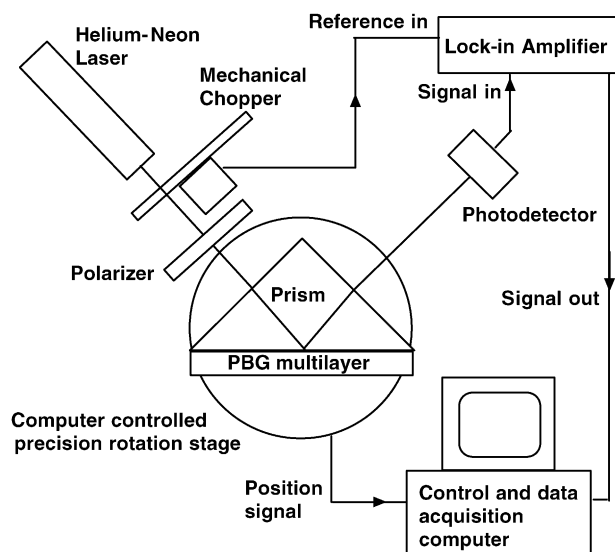 Helium-Neon
Laser
Reference in
Lock-in Amplifier
Mechanical
Chopper
Signal in
Photodetector
Polarizer
Prism
Signal out
PBG multilayer
Computer controlled
precision rotation stage
Position
signal
Control and data
acquisition
computer